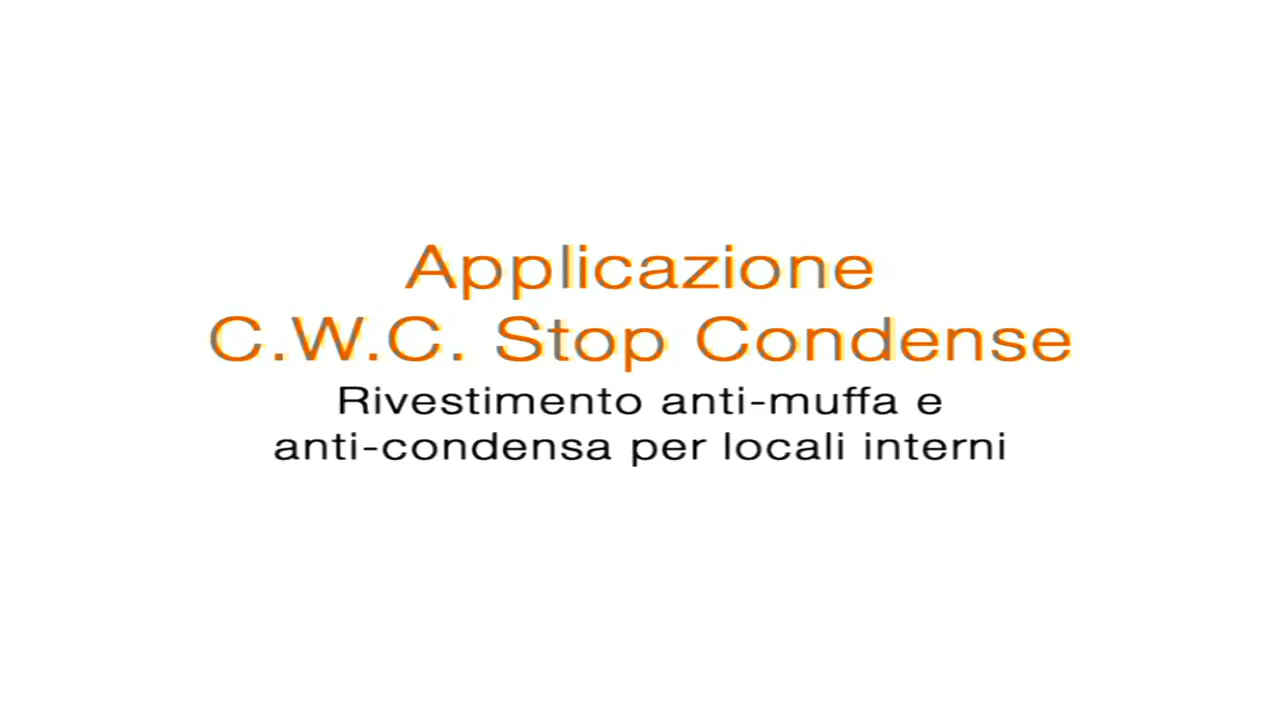 Applicazione
C.W.C. Stop Condense
Rivestimento anti-muffa e
anti-condensa per locali interni